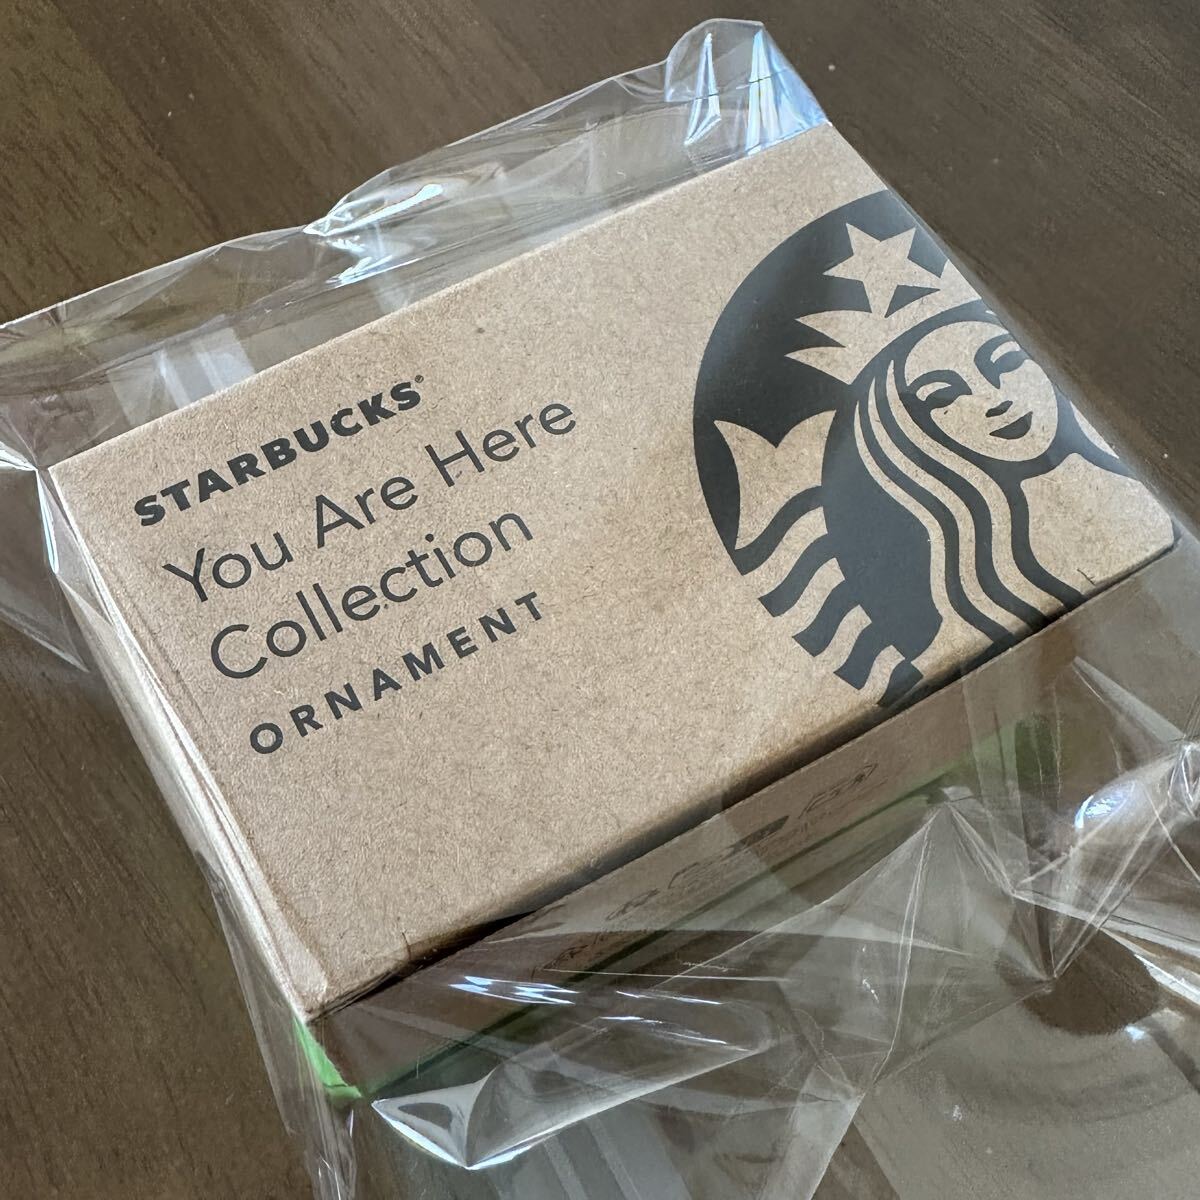 STARBUCKS®
You Are Here
Collection
ORNAMENT